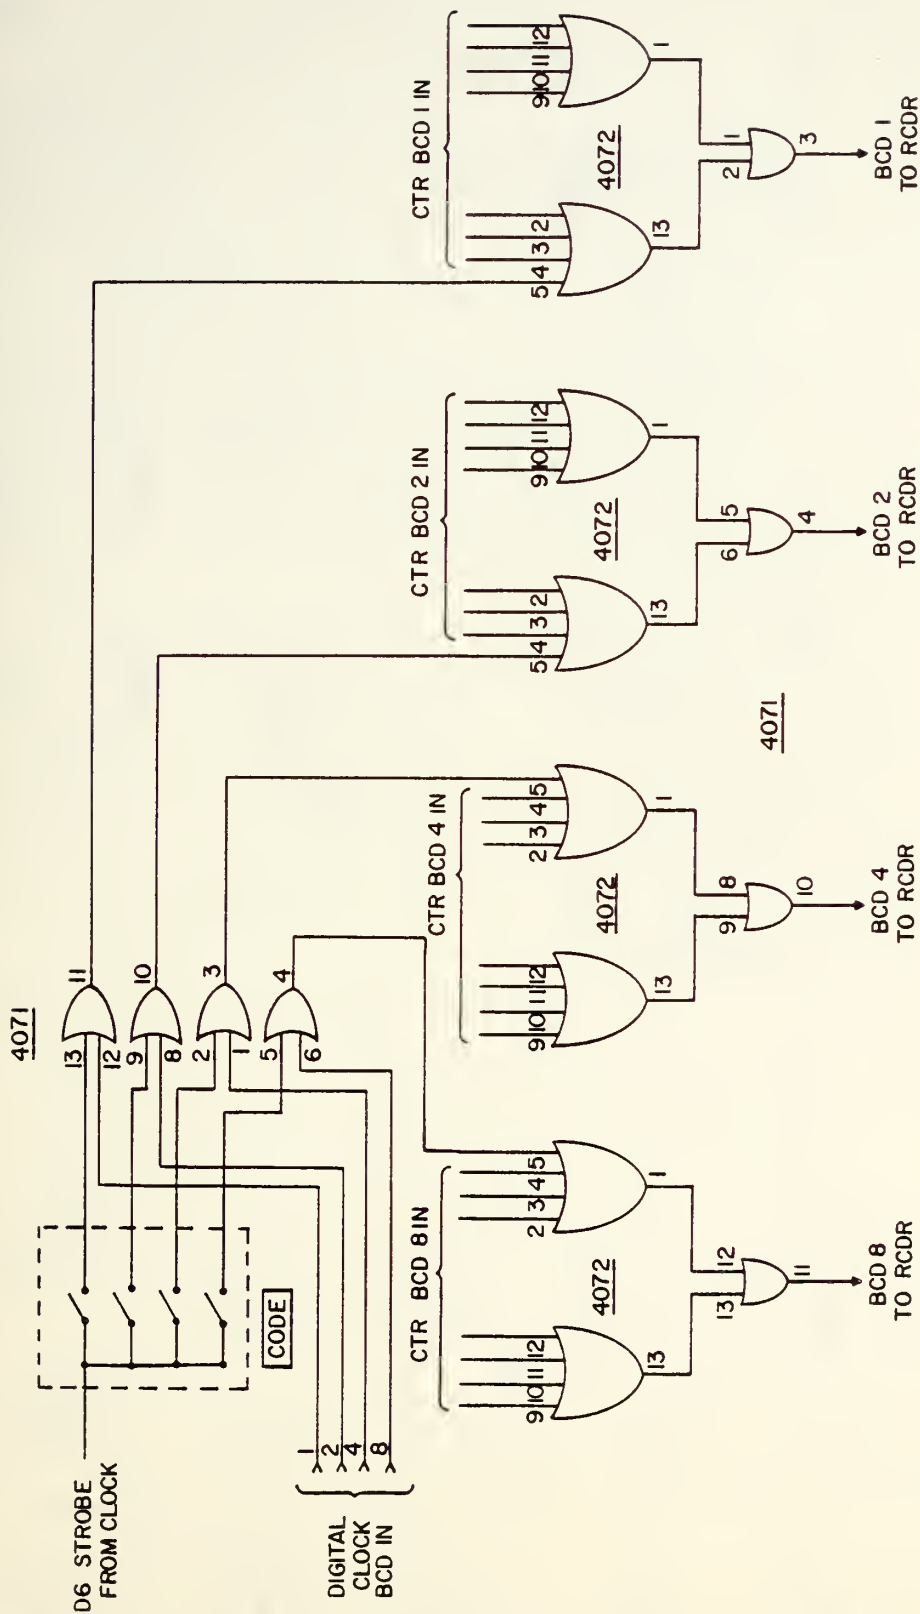 4071
D6 STROBE
FROM CLOCK
CODE
13
12
11
9
8
10
2
1
3
5
6
4
DIGITAL
CLOCK
BCD IN
1
2
4
8
CTR BCD 8 IN
9 10 11 12
2 3 4 5
4072
13
1
13 12
11
BCD 8
TO RCDR
CTR BCD 4 IN
9 10 11 12
2 3 4 5
4072
13
1
9 8
10
BCD 4
TO RCDR
4071
CTR BCD 2 IN
5 4 3 2
9 10 11 12
4072
13
1
6 5
4
BCD 2
TO RCDR
CTR BCD 1 IN
5 4 3 2
9 10 11 12
4072
13
1
2 1
3
BCD 1
TO RCDR